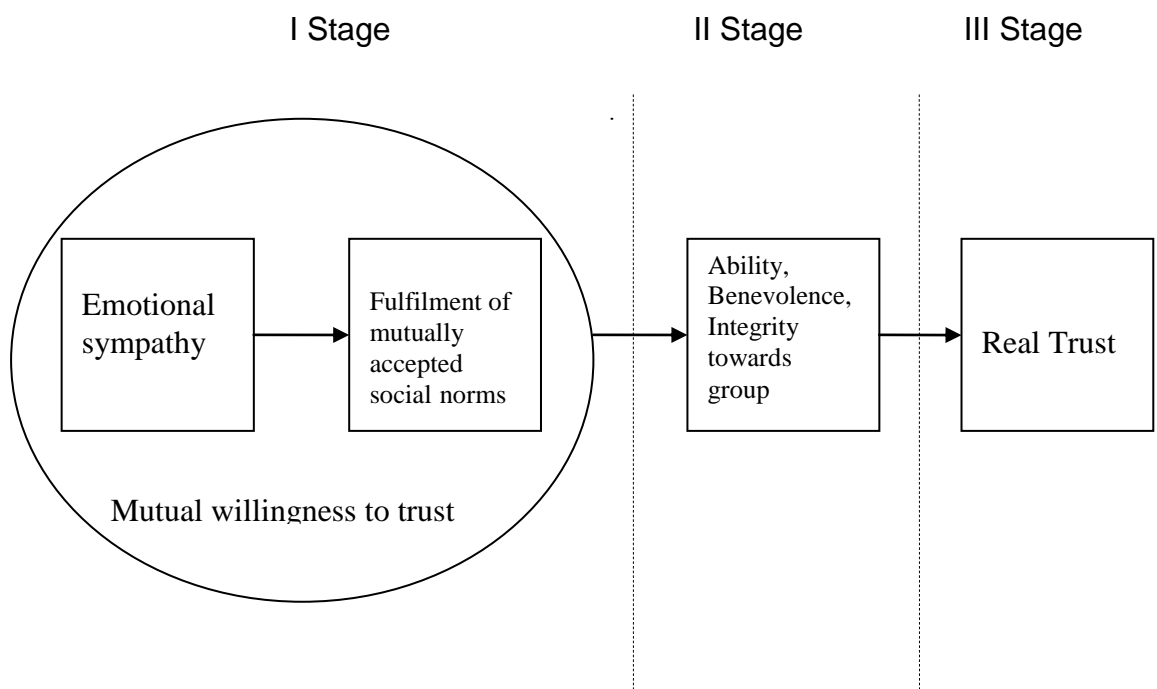 I Stage
II Stage
III Stage
Emotional
sympathy
Fulfilment of
mutually
accepted
social norms
Mutual willingness to trust
Ability,
Benevolence,
Integrity
towards
group
Real Trust